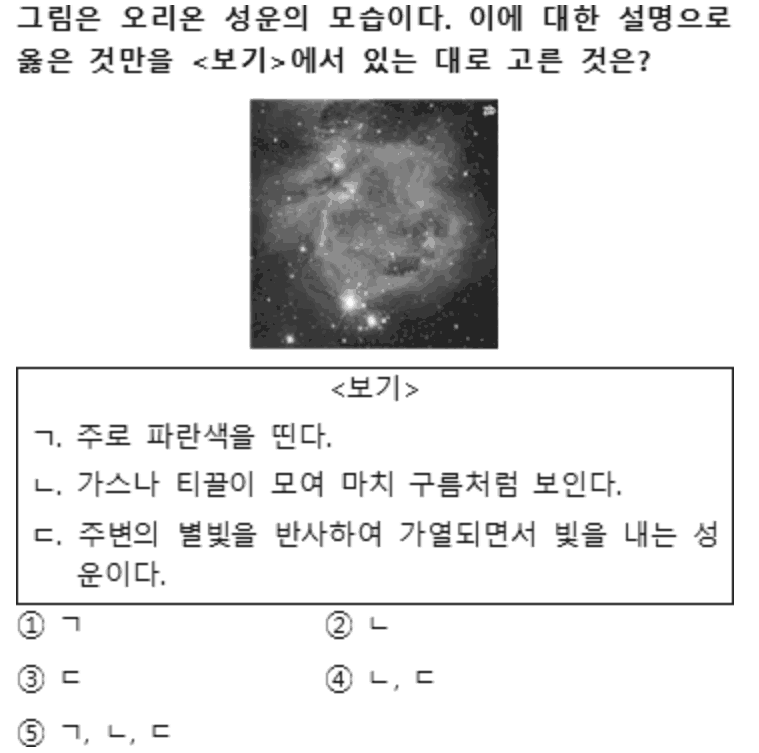 그림은 오리온 성운의 모습이다. 이에 대한 설명으로
옳은 것만을 <보기>에서 있는 대로 고른 것은?
<보기>
ㄱ. 주로 파란색을 띤다.
ㄴ. 가스나 티끌이 모여 마치 구름처럼 보인다.
ㄷ. 주변의 별빛을 반사하여 가열되면서 빛을 내는 성
운이다.
① ㄱ ② ㄴ
③ ㄷ ④ ㄴ, ㄷ
⑤ ㄱ, ㄴ, ㄷ